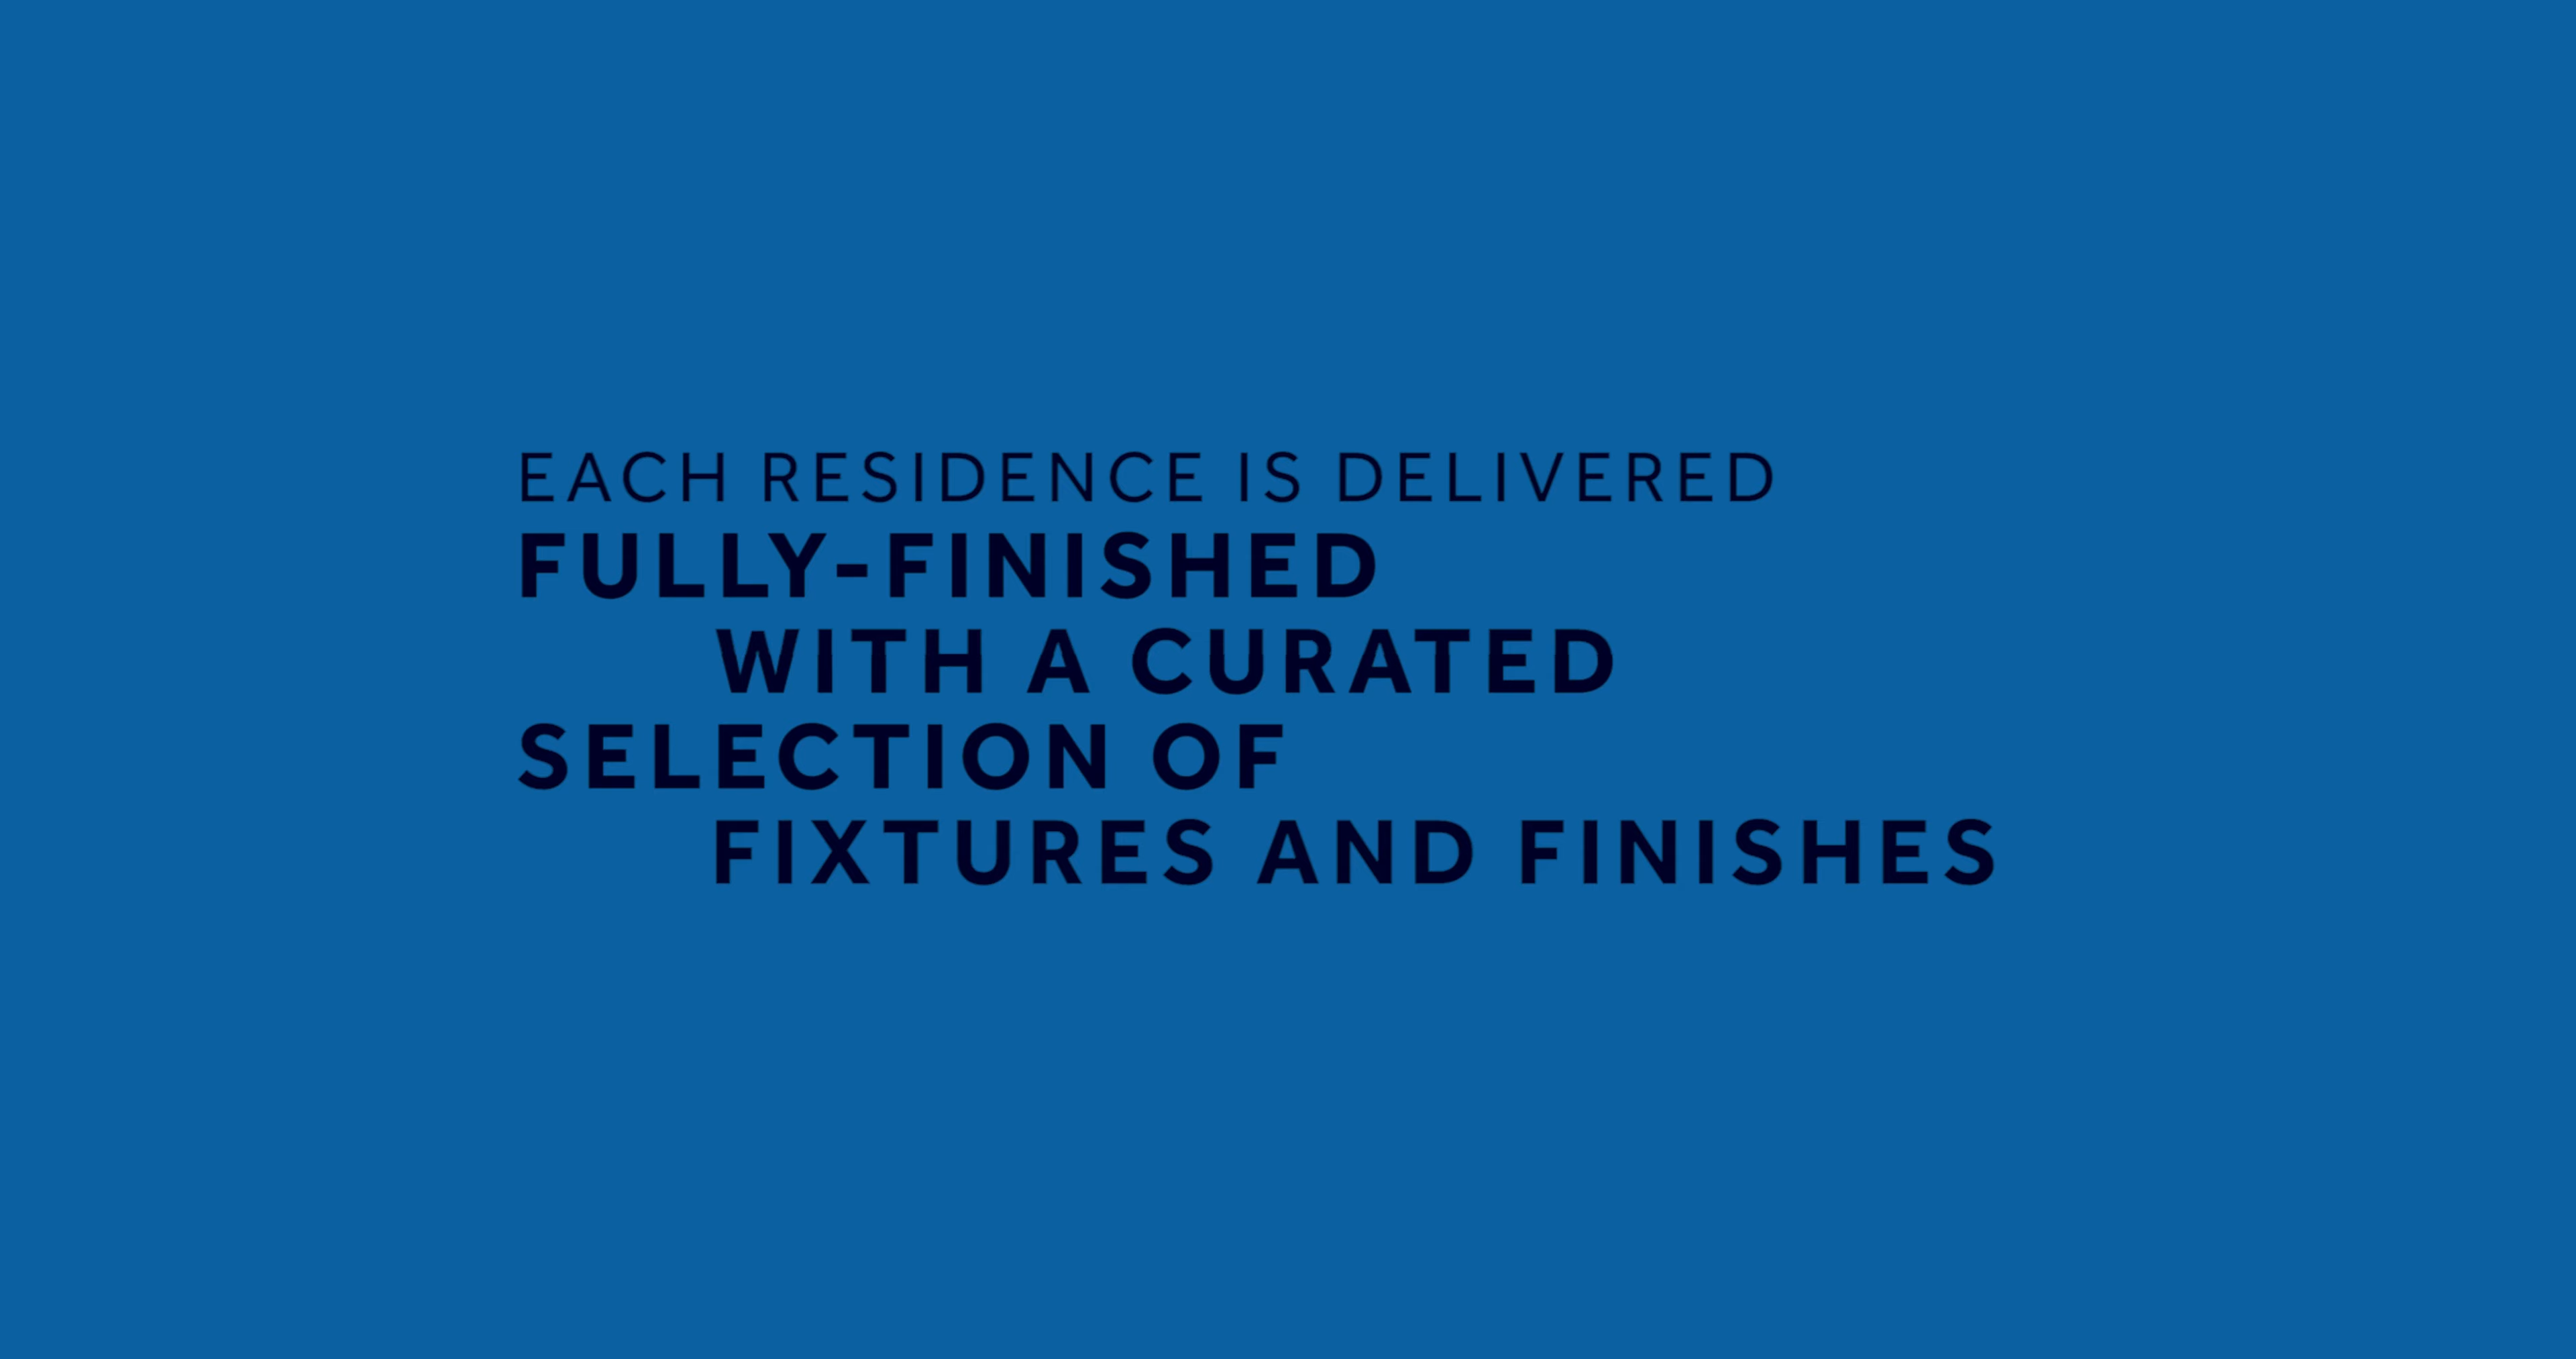 EACH RESIDENCE IS DELIVERED
FULLY-FINISHED
WITH A CURATED
SELECTION OF
FIXTURES AND FINISHES